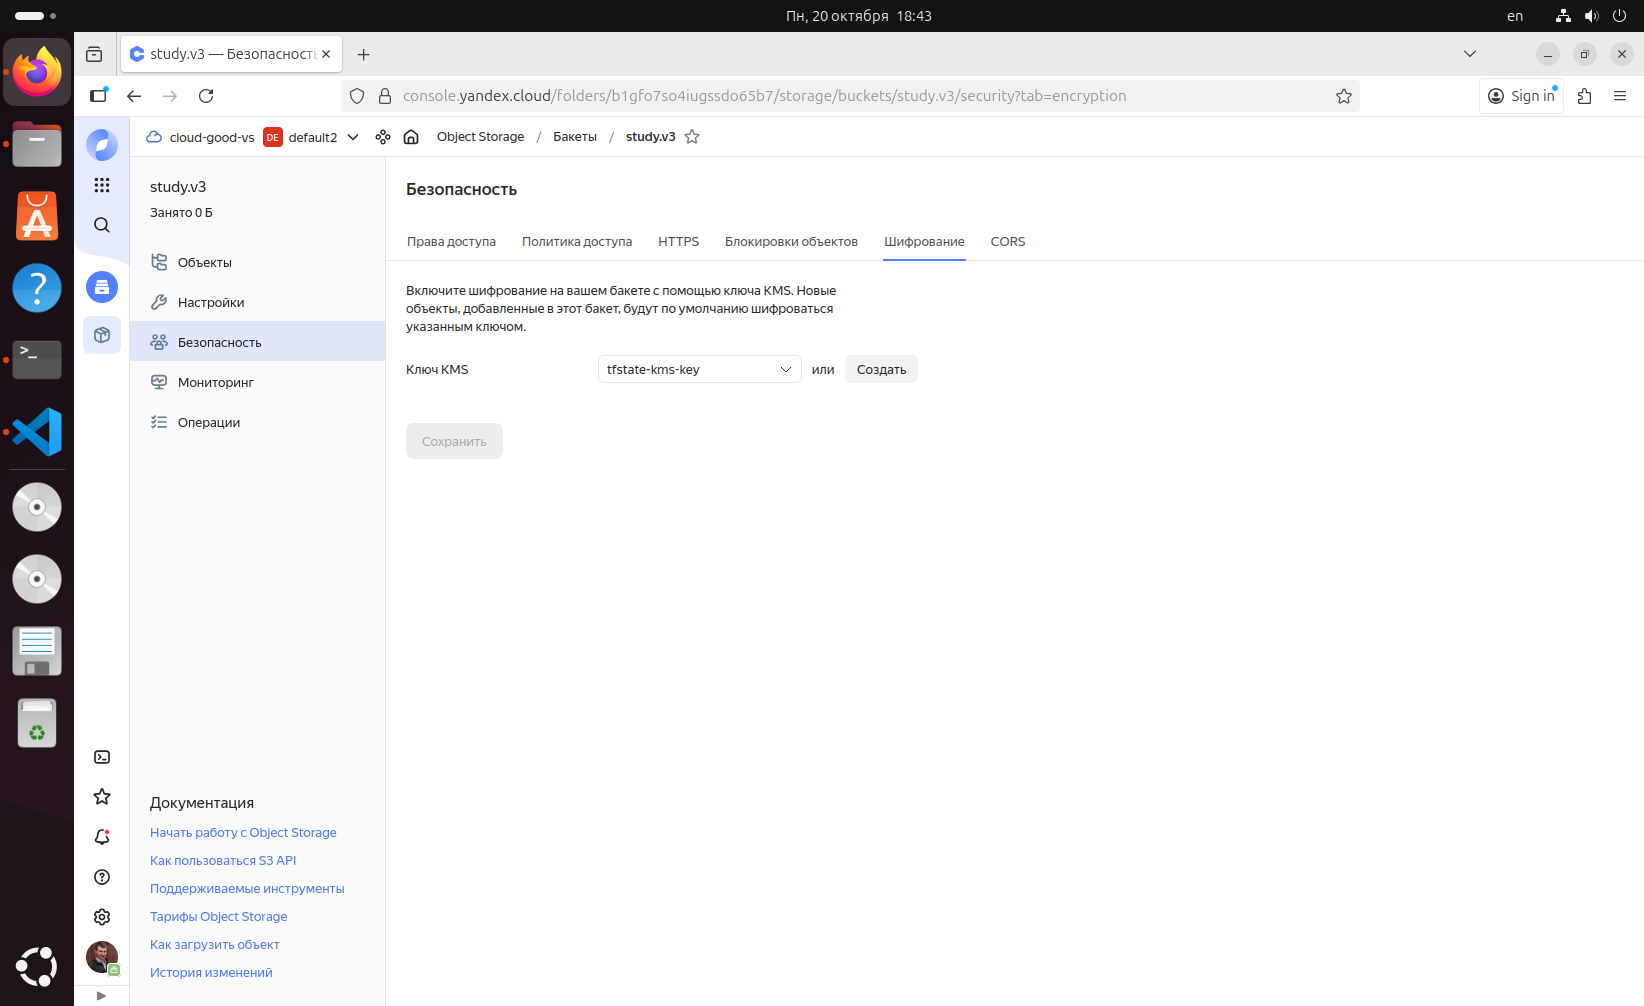 Пн, 20 октября 18:43
en
study.v3 — Безопасность
Sign in
console.yandex.cloud/folders/b1gfo7so4iugssdo65b7/storage/buckets/study.v3/security?tab=encryption
cloud-good-vs DE default2
Object Storage / Бакеты / study.v3
study.v3
Занято 0 Б
Объекты
Настройки
Безопасность
Мониторинг
Операции
Безопасность
Права доступа Политика доступа HTTPS Блокировки объектов Шифрование CORS
Включите шифрование на вашем бакете с помощью ключа KMS. Новые
объекты, добавленные в этот бакет, будут по умолчанию шифроваться
указанным ключом.
Ключ KMS tfstate-kms-key или Создать
Сохранить
Документация
Начать работу с Object Storage
Как пользоваться S3 API
Поддерживаемые инструменты
Тарифы Object Storage
Как загрузить объект
История изменений